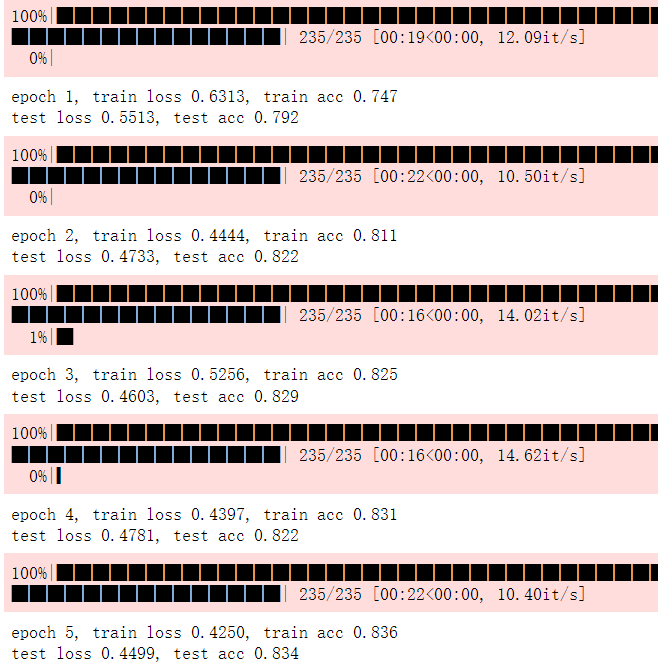 100%|
| 235/235 [00:19<00:00, 12.09it/s]
0%|
epoch 1, train loss 0.6313, train acc 0.747
test loss 0.5513, test acc 0.792
100%|
| 235/235 [00:22<00:00, 10.50it/s]
0%|
epoch 2, train loss 0.4444, train acc 0.811
test loss 0.4733, test acc 0.822
100%|
| 235/235 [00:16<00:00, 14.02it/s]
1%|
epoch 3, train loss 0.5256, train acc 0.825
test loss 0.4603, test acc 0.829
100%|
| 235/235 [00:16<00:00, 14.62it/s]
0%|
epoch 4, train loss 0.4397, train acc 0.831
test loss 0.4781, test acc 0.822
100%|
| 235/235 [00:22<00:00, 10.40it/s]
epoch 5, train loss 0.4250, train acc 0.836
test loss 0.4499, test acc 0.834